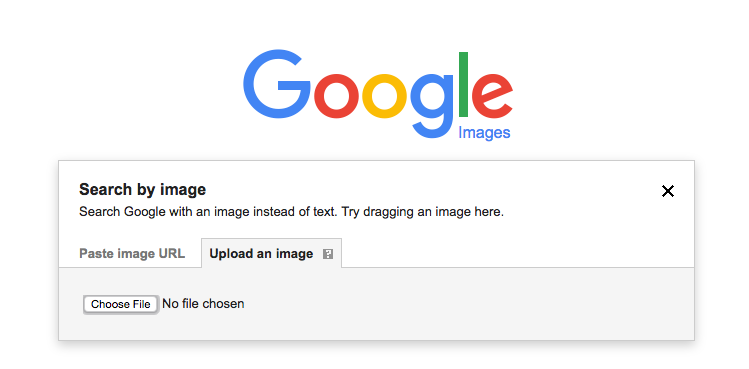 Google
Images
Search by image
Search Google with an image instead of text. Try dragging an image here.
Paste image URL Upload an image ?
Choose File No file chosen